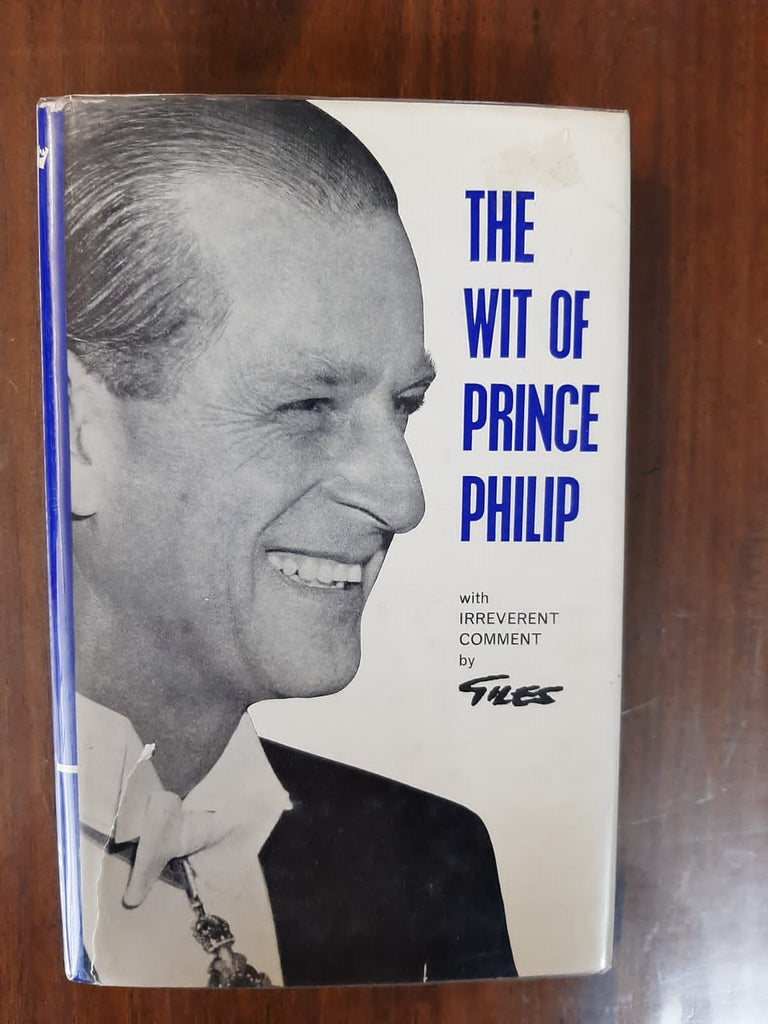 THE
WIT OF
PRINCE
PHILIP
with
IRREVERENT
COMMENT
by
GILES